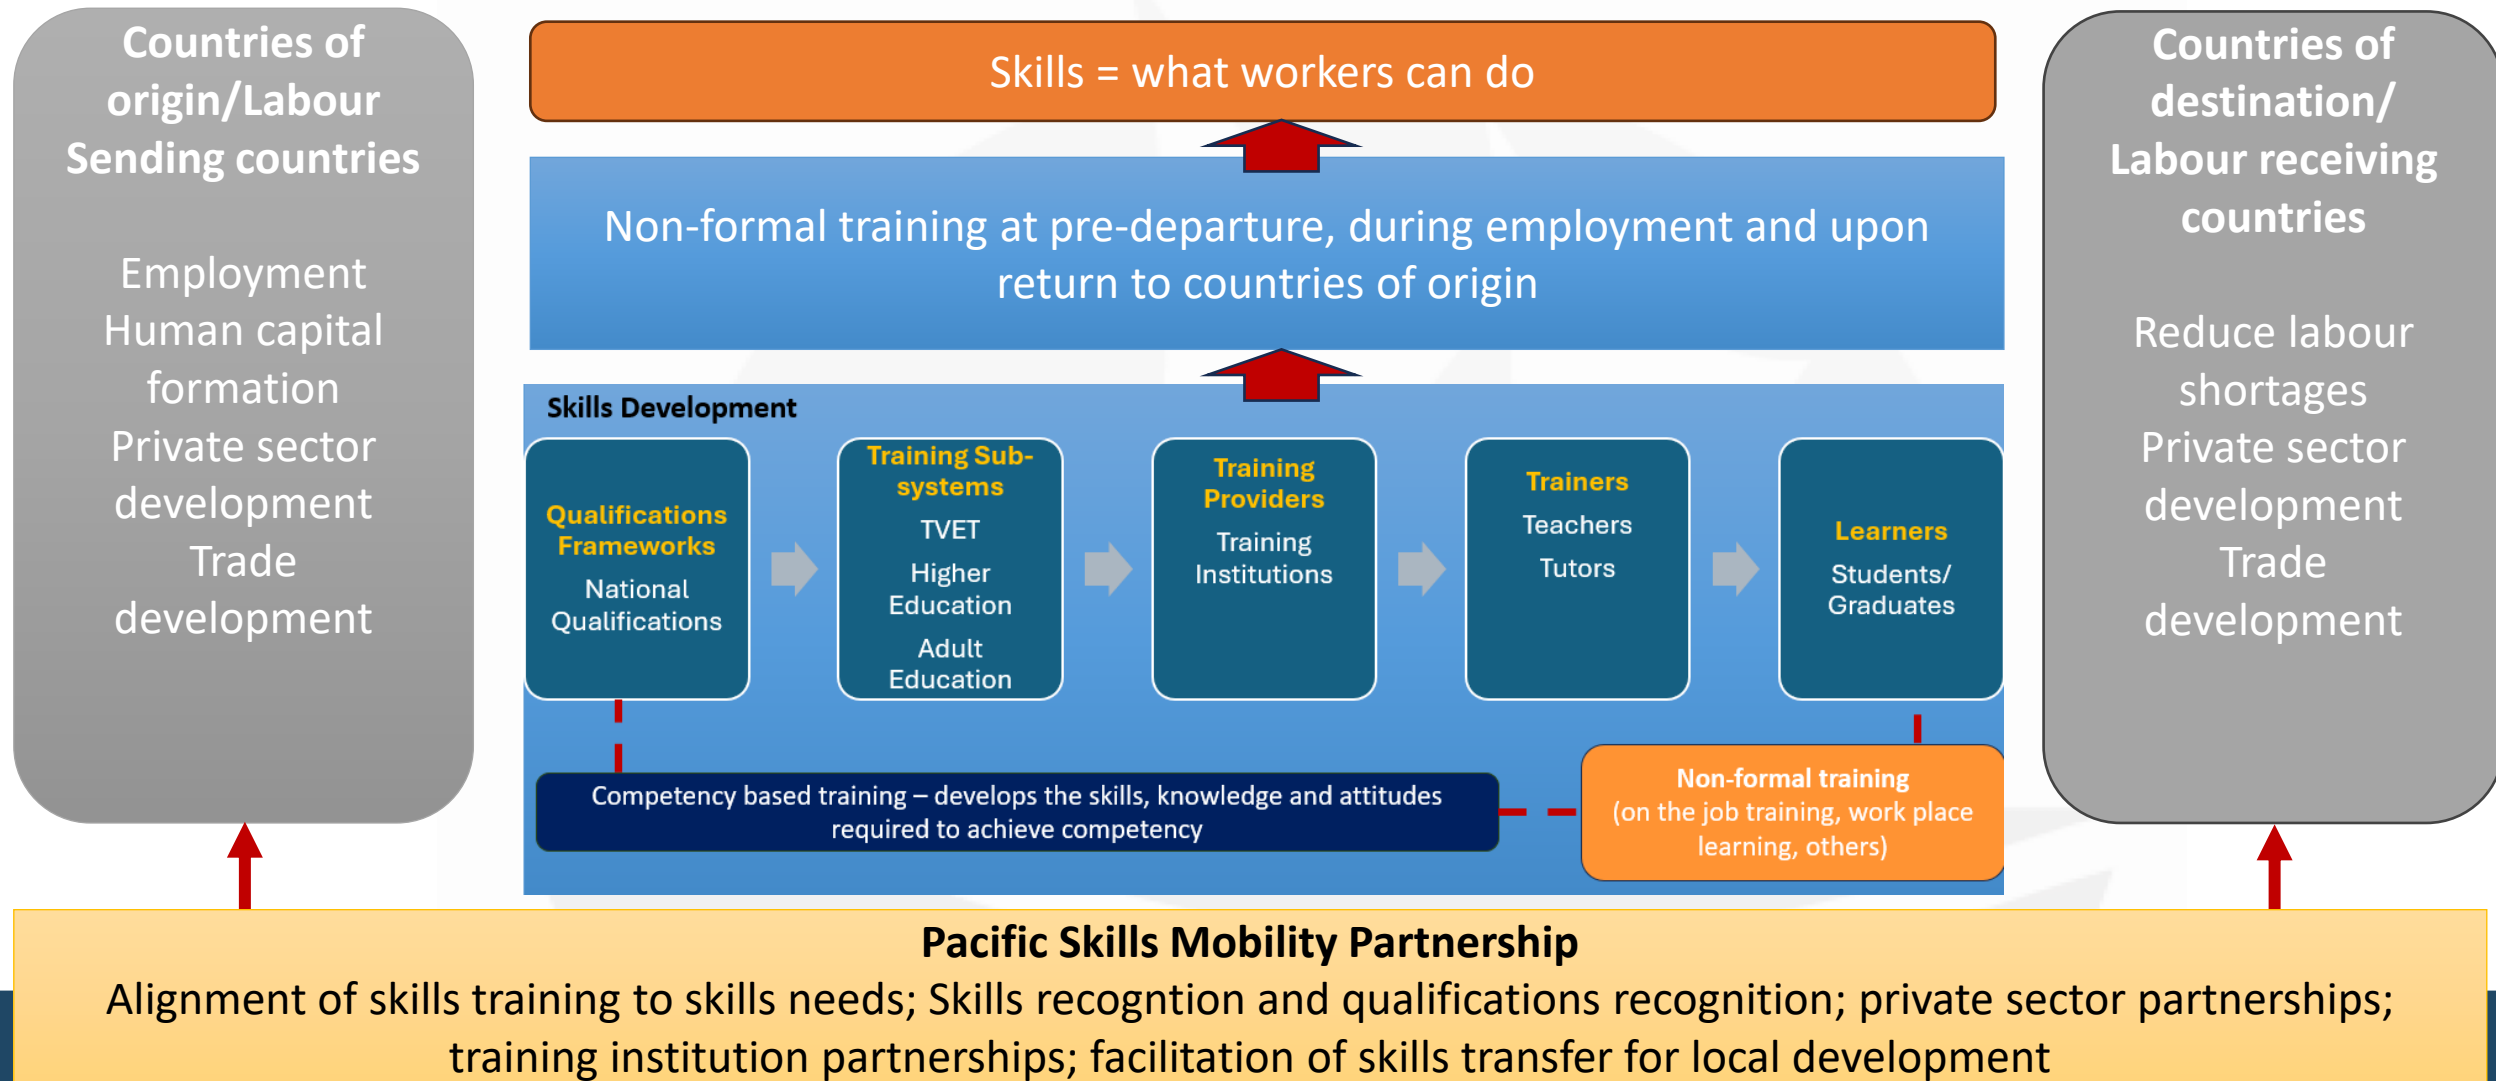 Countries of
origin/Labour
Sending countries
Employment
Human capital
formation
Private sector
development
Trade
development
Skills = what workers can do
Non-formal training at pre-departure, during employment and upon
return to countries of origin
Skills Development
Qualifications
Frameworks
National
Qualifications
Training Sub-
systems
TVET
Higher
Education
Adult
Education
Training
Providers
Training
Institutions
Trainers
Teachers
Tutors
Learners
Students/
Graduates
Competency based training – develops the skills, knowledge and attitudes
required to achieve competency
Non-formal training
(on the job training, work place
learning, others)
Countries of
destination/
Labour receiving
countries
Reduce labour
shortages
Private sector
development
Trade
development
Pacific Skills Mobility Partnership
Alignment of skills training to skills needs; Skills recogntion and qualifications recognition; private sector partnerships;
training institution partnerships; facilitation of skills transfer for local development